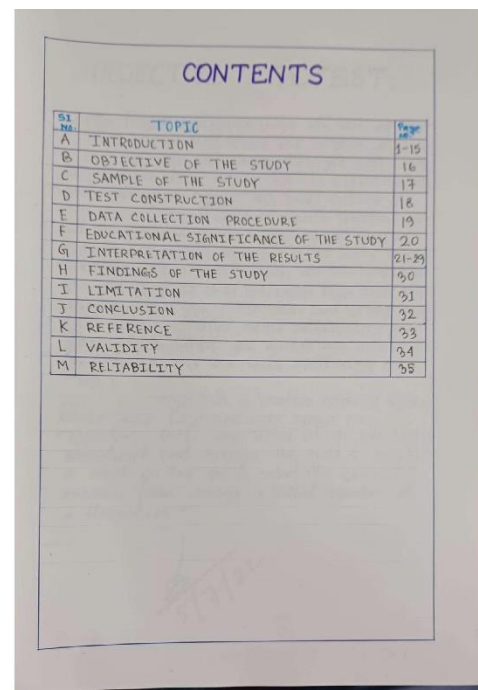 CONTENTS
SI No. TOPIC Page no.
A INTRODUCTION 1-15
B OBJECTIVE OF THE STUDY 16
C SAMPLE OF THE STUDY 17
D TEST CONSTRUCTION 18
E DATA COLLECTION PROCEDURE 19
F EDUCATIONAL SIGNIFICANCE OF THE STUDY 20
G INTERPRETATION OF THE RESULTS 21-29
H FINDINGS OF THE STUDY 30
I LIMITATION 31
J CONCLUSION 32
K REFERENCE 33
L VALIDITY 34
M RELIABILITY 35